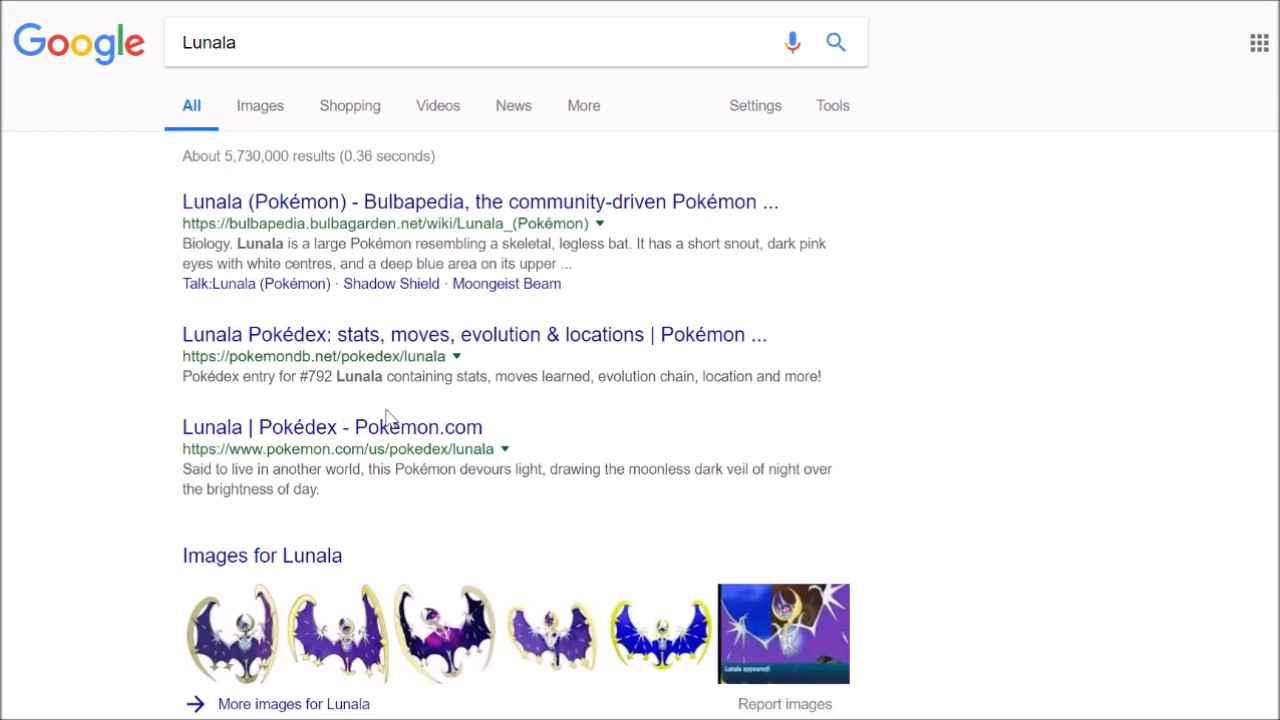 Google
Lunala
All Images Shopping Videos News More Settings Tools
About 5,730,000 results (0.36 seconds)
Lunala (Pokémon) - Bulbapedia, the community-driven Pokémon ...
https://bulbapedia.bulbagarden.net/wiki/Lunala_(Pokémon)
Biology. Lunala is a large Pokémon resembling a skeletal, legless bat. It has a short snout, dark pink
eyes with white centres, and a deep blue area on its upper ...
Talk:Lunala (Pokémon) · Shadow Shield · Moongeist Beam
Lunala Pokédex: stats, moves, evolution & locations | Pokémon ...
https://pokemondb.net/pokedex/lunala
Pokédex entry for #792 Lunala containing stats, moves learned, evolution chain, location and more!
Lunala | Pokédex - Pokemon.com
https://www.pokemon.com/us/pokedex/lunala
Said to live in another world, this Pokémon devours light, drawing the moonless dark veil of night over
the brightness of day.
Images for Lunala
Lunala appeared!
More images for Lunala Report images